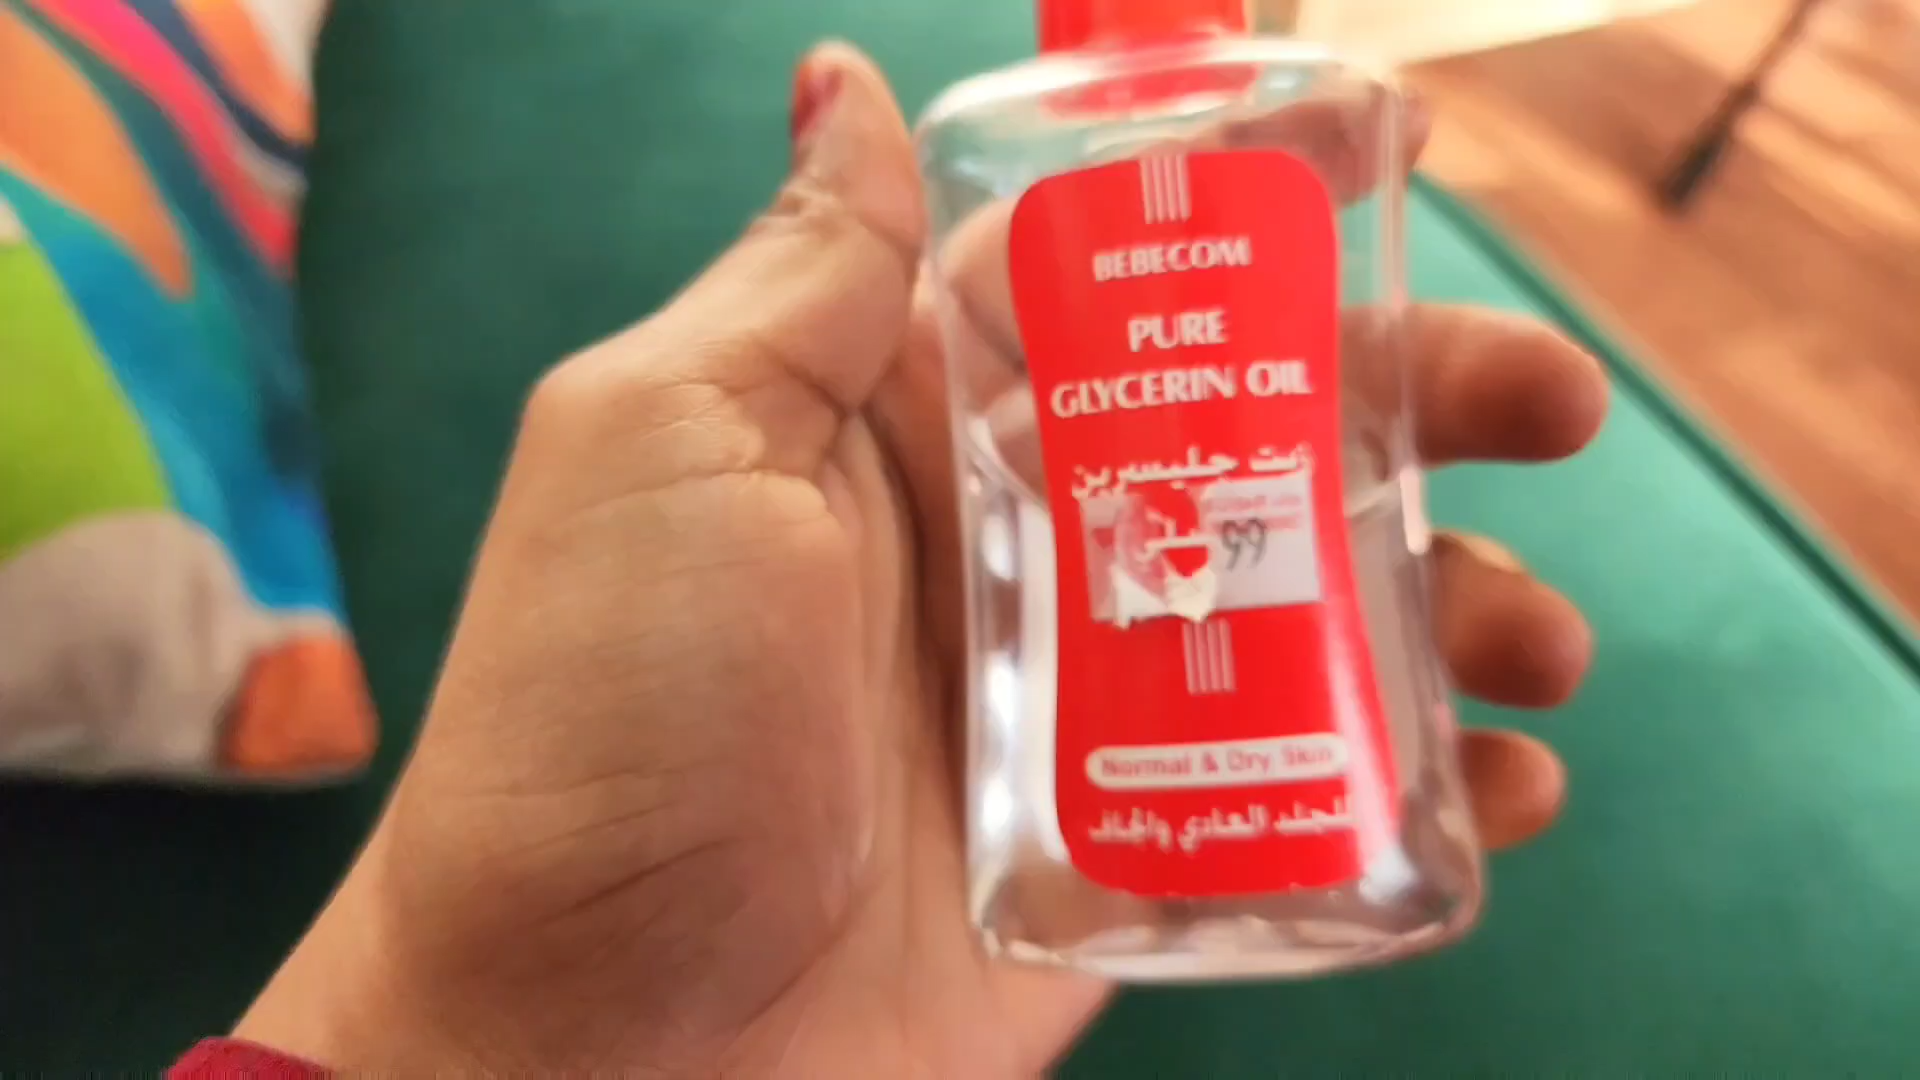 BEBECOM
PURE
GLYCERIN OIL
زيت جليسرين
99
Normal & Dry Skin
للجلد العادي والجاف